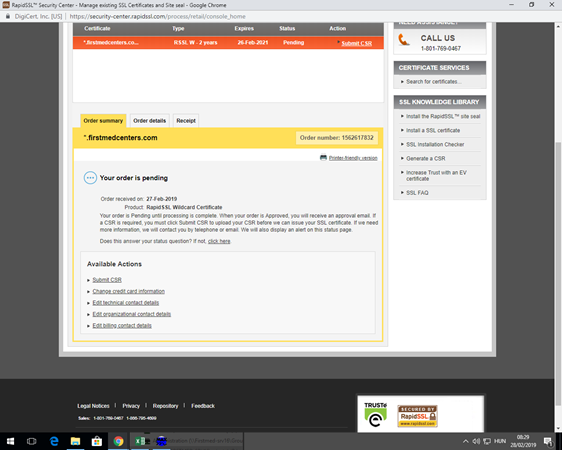 RapidSSL™ Security Center - Manage existing SSL Certificates and Site seal - Google Chrome
DigiCert, Inc. [US] | https://security-center.rapidssl.com/process/retail/console_home
Certificate Type Expires Status Action
*.firstmedcenters.co... RSSL W - 2 years 26-Feb-2021 Pending Submit CSR
NEED ASSISTANCE?
CALL US
1-801-769-0467
CERTIFICATE SERVICES
Search for certificates...
SSL KNOWLEDGE LIBRARY
Install the RapidSSL™ site seal
Install a SSL certificate
SSL Installation Checker
Generate a CSR
Increase Trust with an EV
certificate
SSL FAQ
Order summary Order details Receipt
*.firstmedcenters.com Order number: 1562617832
Printer-friendly version
Your order is pending
Order received on: 27-Feb-2019
Product: RapidSSL Wildcard Certificate
Your order is Pending until processing is complete. When your order is Approved, you will receive an approval email. If
a CSR is required, you must click Submit CSR to upload your CSR before we can issue your SSL certificate. If we need
more information, we will contact you by telephone or email. We will also display an alert on this status page.
Does this answer your status question? If not, click here.
Available Actions
Submit CSR
Change credit card information
Edit technical contact details
Edit organizational contact details
Edit billing contact details
Legal Notices | Privacy | Repository | Feedback
Sales: 1-801-769-0467
TRUSTe
SECURED BY
RapidSSL
www.rapidssl.com
HUN
09:29
28/02/2019